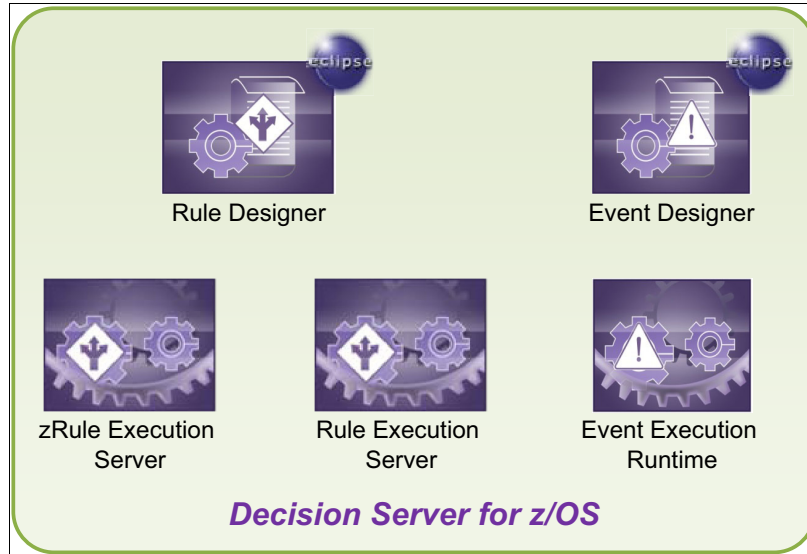 eclipse
eclipse
Rule Designer
Event Designer
zRule Execution
Server
Rule Execution
Server
Event Execution
Runtime
Decision Server for z/OS